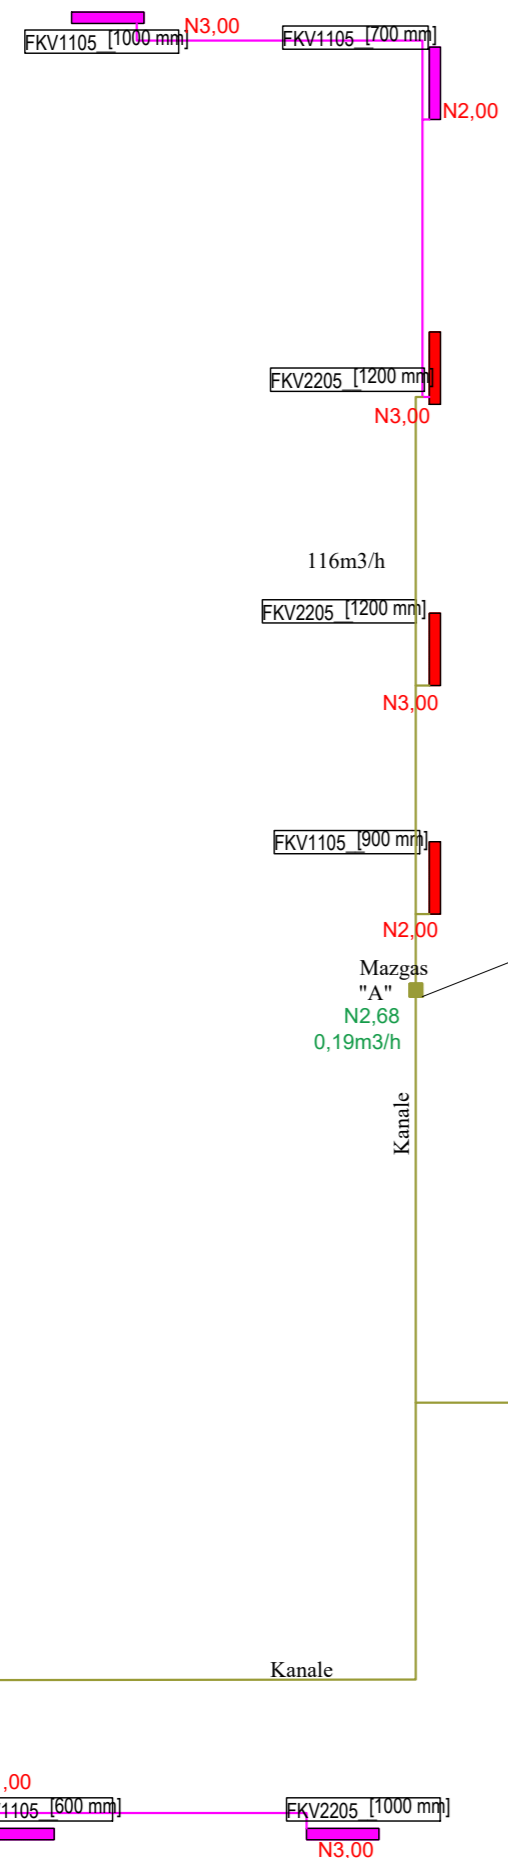 N3,00
FKV1105_ [1000 mm]
FKV1105_ [700 mm]
N2,00
FKV2205_ [1200 mm]
N3,00
116m3/h
FKV2205_ [1200 mm]
N3,00
FKV1105_ [900 mm]
N2,00
Mazgas
"A"
N2,68
0,19m3/h
Kanale
Kanale
,00
1105_ [600 mm]
FKV2205_ [1000 mm]
N3,00